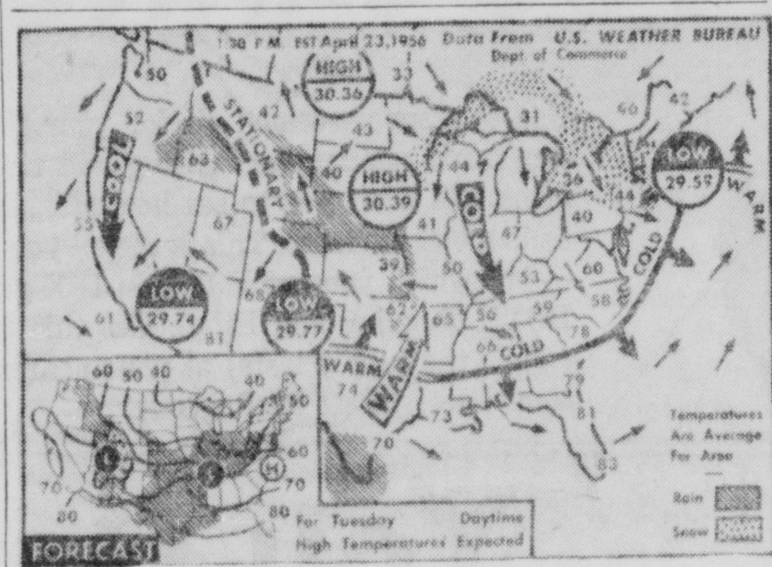 1:30 P.M. EST April 23, 1956 Data From U.S. WEATHER BUREAU
Dept. of Commerce
HIGH
30.36
50
33
STATIONARY
42
31
46
42
52
43
COOL
63
40
HIGH
30.39
44
COLD
36
44
LOW
29.59
WARM
55
67
41
47
40
COLD
39
50
53
60
LOW
29.74
68
LOW
29.77
62
65
56
59
58
61
81
66
COLD
78
WARM
74
WARM
73
79
81
70
83
Temperatures
Are Average
For Area
Rain
Snow
60 50 40
40
50
60
L
L
H
70
70
80
80
FORECAST
For Tuesday Daytime
High Temperatures Expected